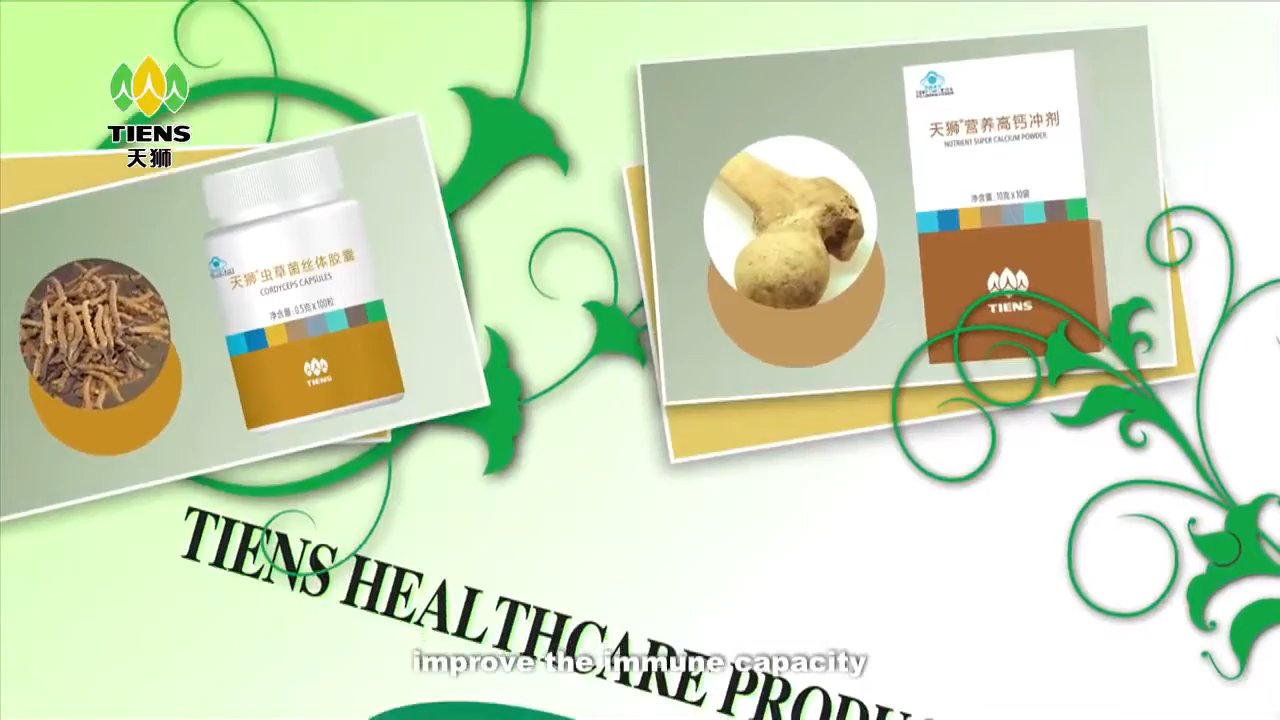 TIENS
天狮
天狮®虫草菌丝体胶囊
CORDYCEPS CAPSULES
净含量：0.5克x100粒
TIENS
天狮®营养高钙冲剂
NUTRIENT SUPER CALCIUM POWDER
净含量：10克x10袋
TIENS
TIENS HEALTHCARE PRODU
improve the immune capacity